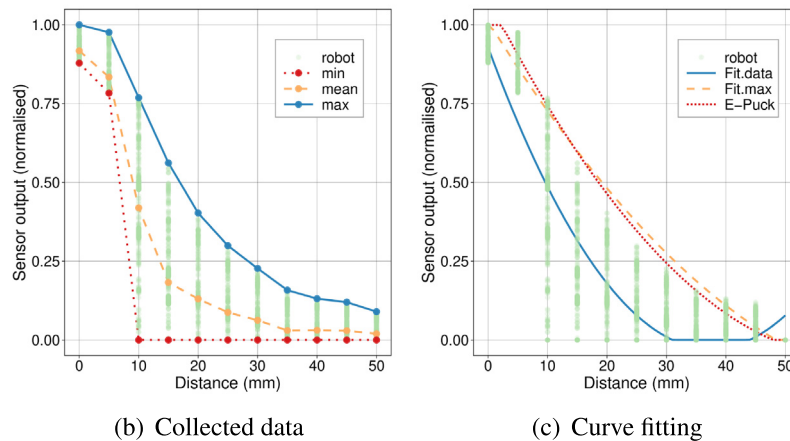 1.00
0.75
0.50
0.25
0.00
Sensor output (normailised)
robot
min
mean
max
0 10 20 30 40 50
Distance (mm)
(b) Collected data
1.00
0.75
0.50
0.25
0.00
Sensor output (normailised)
robot
Fit.data
Fit.max
E-Puck
0 10 20 30 40 50
Distance (mm)
(c) Curve fitting